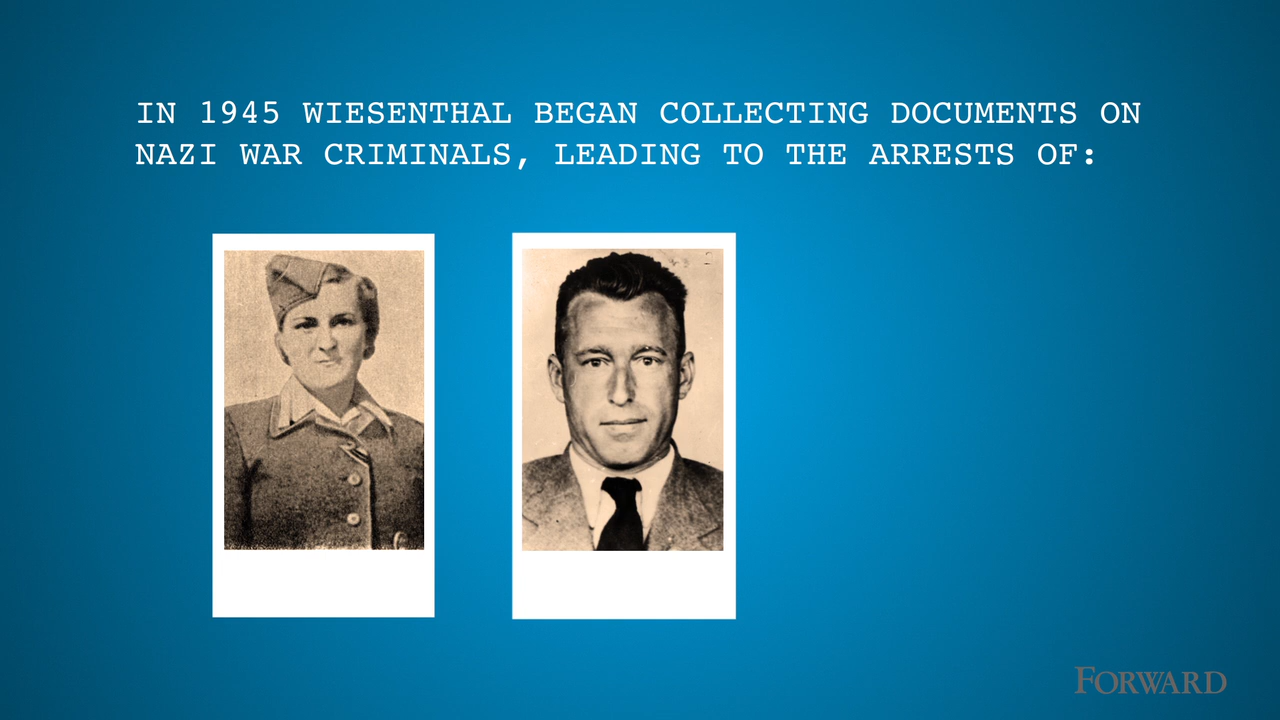 IN 1945 WIESENTHAL BEGAN COLLECTING DOCUMENTS ON
NAZI WAR CRIMINALS, LEADING TO THE ARRESTS OF:
FORWARD